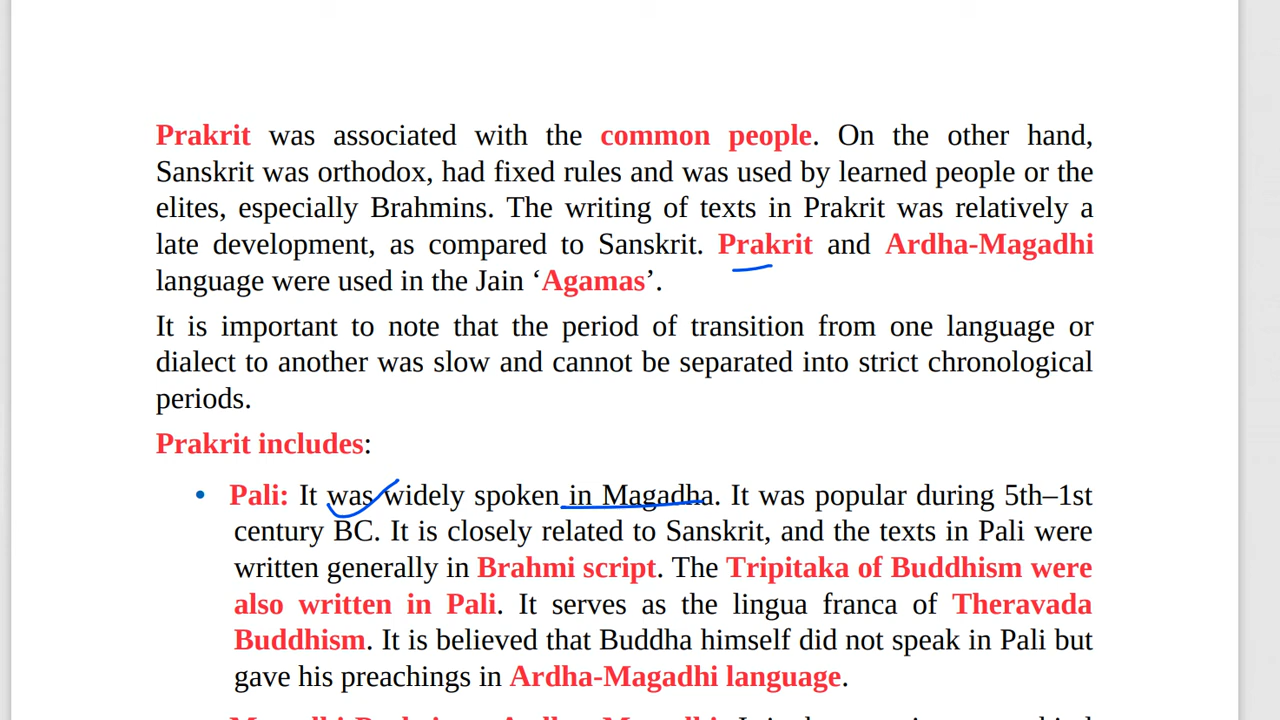 Prakrit was associated with the common people. On the other hand,
Sanskrit was orthodox, had fixed rules and was used by learned people or the
elites, especially Brahmins. The writing of texts in Prakrit was relatively a
late development, as compared to Sanskrit. Prakrit and Ardha-Magadhi
language were used in the Jain ‘Agamas’.
It is important to note that the period of transition from one language or
dialect to another was slow and cannot be separated into strict chronological
periods.
Prakrit includes:
• Pali: It was widely spoken in Magadha. It was popular during 5th–1st
century BC. It is closely related to Sanskrit, and the texts in Pali were
written generally in Brahmi script. The Tripitaka of Buddhism were
also written in Pali. It serves as the lingua franca of Theravada
Buddhism. It is believed that Buddha himself did not speak in Pali but
gave his preachings in Ardha-Magadhi language.